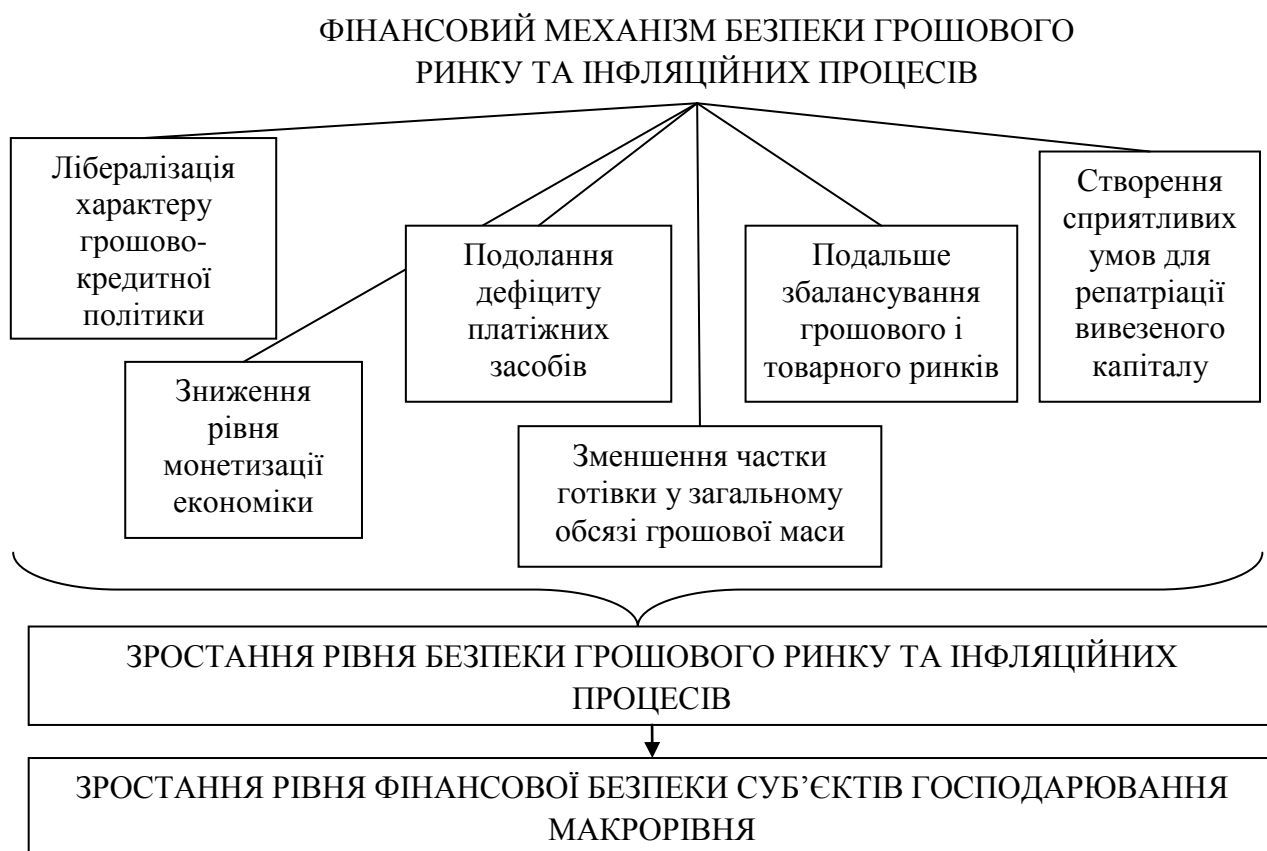 ФІНАНСОВИЙ МЕХАНІЗМ БЕЗПЕКИ ГРОШОВОГО
РИНКУ ТА ІНФЛЯЦІЙНИХ ПРОЦЕСІВ
Лібералізація
характеру
грошово-
кредитної
політики
Зниження
рівня
монетизації
економіки
Подолання
дефіциту
платіжних
засобів
Зменшення частки
готівки у загальному
обсязі грошової маси
Подальше
збалансування
грошового і
товарного ринків
Створення
сприятливих
умов для
репатріації
вивезеного
капіталу
ЗРОСТАННЯ РІВНЯ БЕЗПЕКИ ГРОШОВОГО РИНКУ ТА ІНФЛЯЦІЙНИХ
ПРОЦЕСІВ
ЗРОСТАННЯ РІВНЯ ФІНАНСОВОЇ БЕЗПЕКИ СУБ’ЄКТІВ ГОСПОДАРЮВАННЯ
МАКРОРІВНЯ